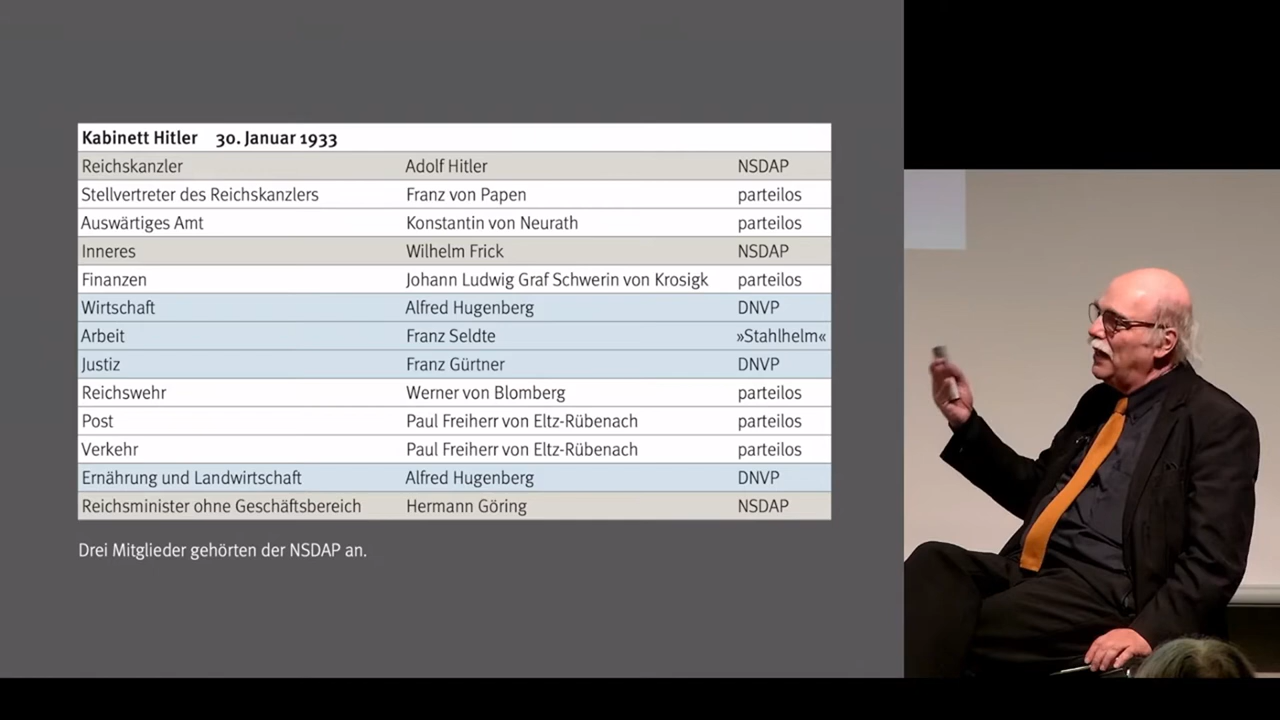 Kabinett Hitler 30. Januar 1933
Reichskanzler Adolf Hitler NSDAP
Stellvertreter des Reichskanzlers Franz von Papen parteilos
Auswärtiges Amt Konstantin von Neurath parteilos
Inneres Wilhelm Frick NSDAP
Finanzen Johann Ludwig Graf Schwerin von Krosigk parteilos
Wirtschaft Alfred Hugenberg DNVP
Arbeit Franz Seldte »Stahlhelm«
Justiz Franz Gürtner DNVP
Reichswehr Werner von Blomberg parteilos
Post Paul Freiherr von Eltz-Rübenach parteilos
Verkehr Paul Freiherr von Eltz-Rübenach parteilos
Ernährung und Landwirtschaft Alfred Hugenberg DNVP
Reichsminister ohne Geschäftsbereich Hermann Göring NSDAP
Drei Mitglieder gehörten der NSDAP an.